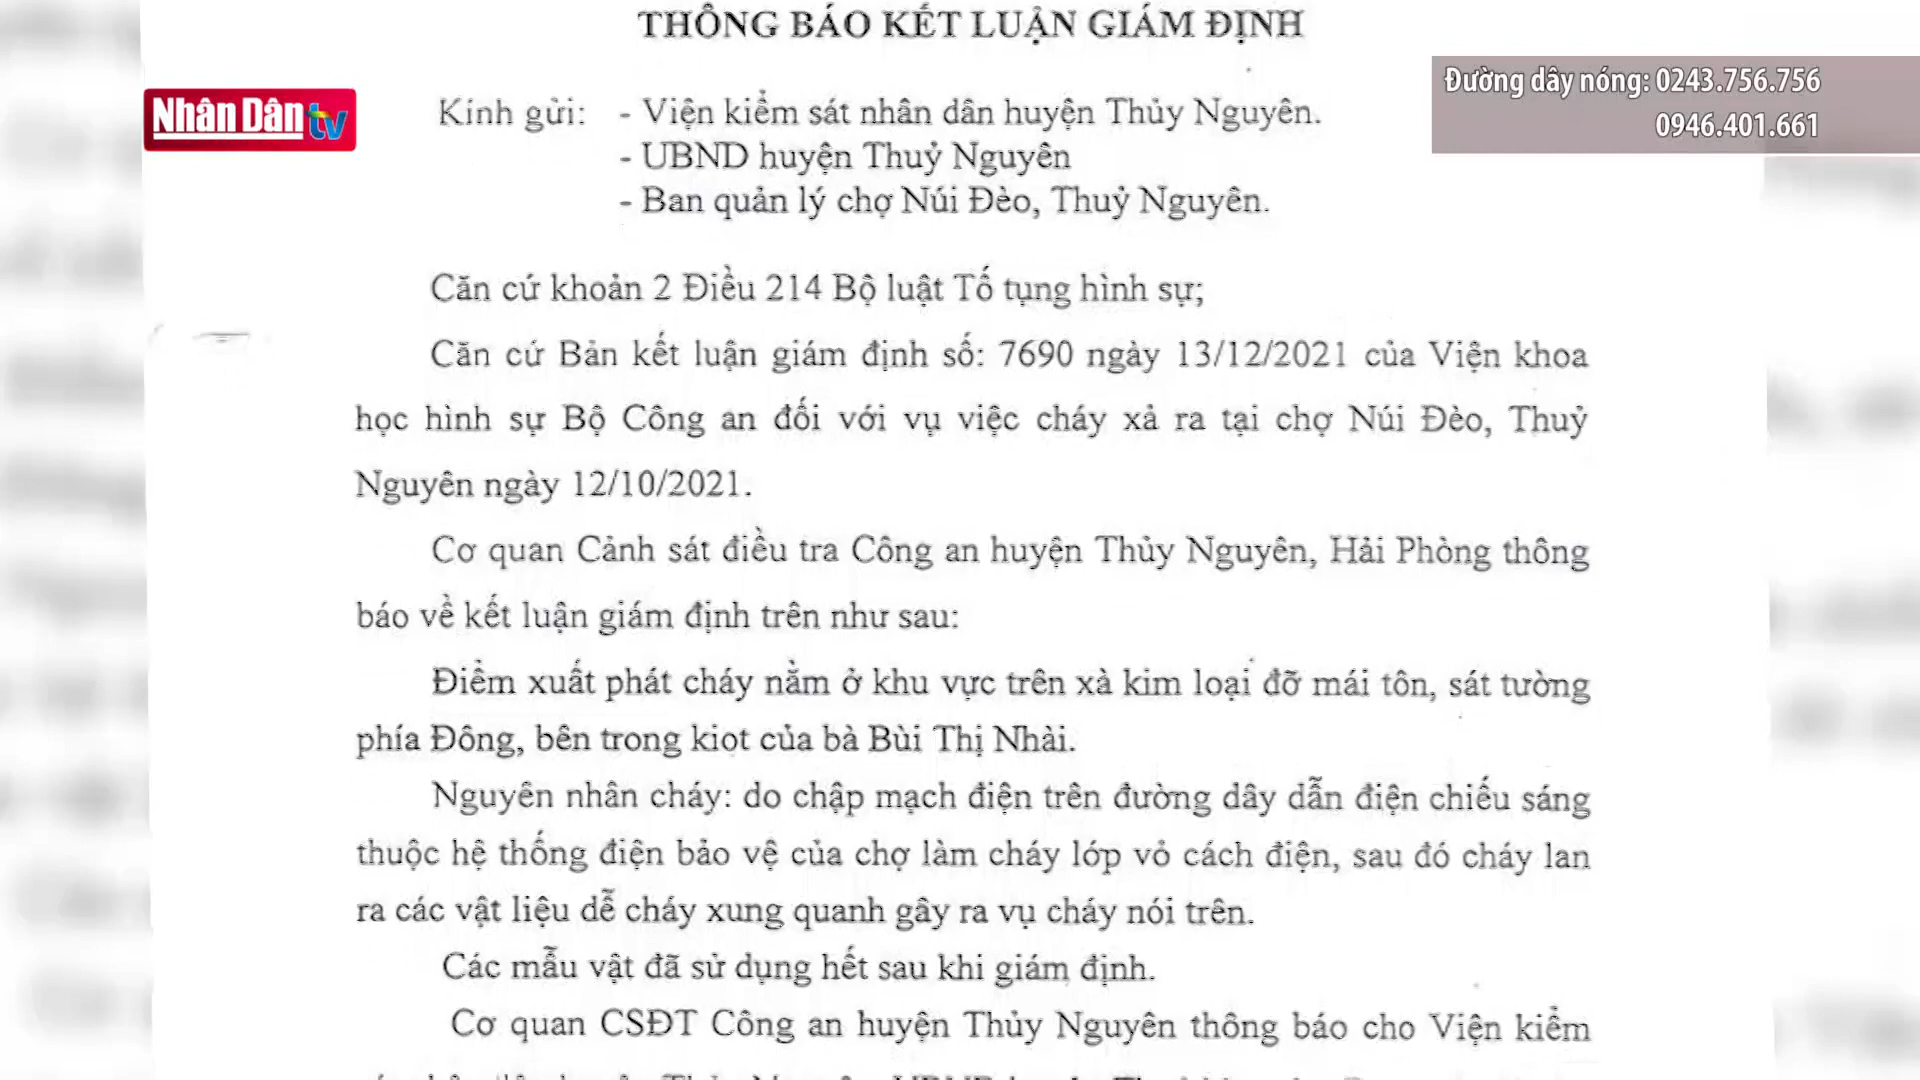 THÔNG BÁO KẾT LUẬN GIÁM ĐỊNH
Nhân Dân tv
Đường dây nóng: 0243.756.756
0946.401.661
Kính gửi: - Viện kiểm sát nhân dân huyện Thủy Nguyên.
- UBND huyện Thuỷ Nguyên
- Ban quản lý chợ Núi Đèo, Thuỷ Nguyên.
Căn cứ khoản 2 Điều 214 Bộ luật Tố tụng hình sự;
Căn cứ Bản kết luận giám định số: 7690 ngày 13/12/2021 của Viện khoa
học hình sự Bộ Công an đối với vụ việc cháy xả ra tại chợ Núi Đèo, Thuỷ
Nguyên ngày 12/10/2021.
Cơ quan Cảnh sát điều tra Công an huyện Thủy Nguyên, Hải Phòng thông
báo về kết luận giám định trên như sau:
Điểm xuất phát cháy nằm ở khu vực trên xà kim loại đỡ mái tôn, sát tường
phía Đông, bên trong kiot của bà Bùi Thị Nhài.
Nguyên nhân cháy: do chập mạch điện trên đường dây dẫn điện chiếu sáng
thuộc hệ thống điện bảo vệ của chợ làm cháy lớp vỏ cách điện, sau đó cháy lan
ra các vật liệu dễ cháy xung quanh gây ra vụ cháy nói trên.
Các mẫu vật đã sử dụng hết sau khi giám định.
Cơ quan CSĐT Công an huyện Thủy Nguyên thông báo cho Viện kiểm